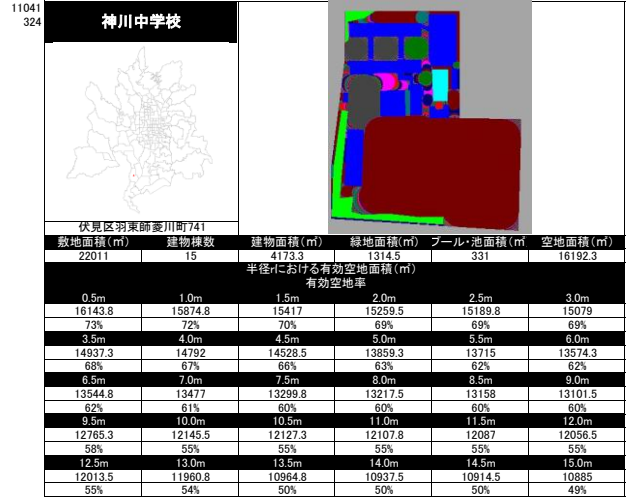 11041
324
神川中学校
伏見区羽束師菱川町741
敷地面積(㎡) 建物棟数 建物面積(㎡) 緑地面積(㎡) プール・池面積(㎡) 空地面積(㎡)
22011 15 4173.3 1314.5 331 16192.3
半径rにおける有効空地面積(㎡)
有効空地率
0.5m 1.0m 1.5m 2.0m 2.5m 3.0m
16143.8 15874.8 15417 15259.5 15189.8 15079
73% 72% 70% 69% 69% 69%
3.5m 4.0m 4.5m 5.0m 5.5m 6.0m
14937.3 14792 14528.5 13859.3 13715 13574.3
68% 67% 66% 63% 62% 62%
6.5m 7.0m 7.5m 8.0m 8.5m 9.0m
13544.8 13477 13299.8 13217.5 13158 13101.5
62% 61% 60% 60% 60% 60%
9.5m 10.0m 10.5m 11.0m 11.5m 12.0m
12765.3 12145.5 12127.3 12107.8 12087 12056.5
58% 55% 55% 55% 55% 55%
12.5m 13.0m 13.5m 14.0m 14.5m 15.0m
12013.5 11960.8 10964.8 10937.5 10914.5 10885
55% 54% 50% 50% 50% 49%